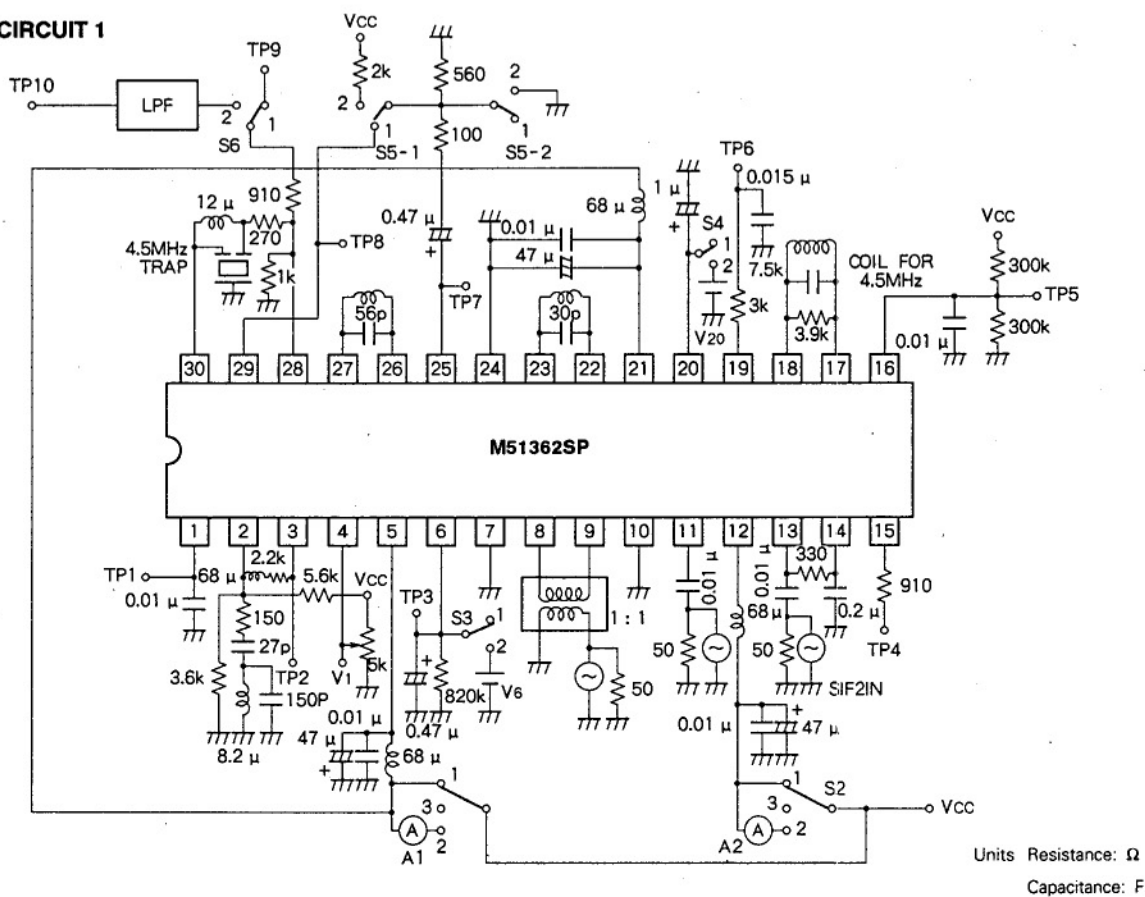 CIRCUIT 1
Vcc
TP9
TP10
LPF
2k
560
2
2
1
S6
2
1
S5-1
100
1
S5-2
TP6
0.015 μ
910
12 μ
270
4.5MHz
TRAP
1k
TP8
0.47 μ
+
TP7
0.01 μ
47 μ
68 μ
1 μ
+
S4
1
2
V20
7.5k
3k
COIL FOR
4.5MHz
3.9k
Vcc
300k
TP5
300k
0.01 μ
56p
30p
30 29 28 27 26 25 24 23 22 21 20 19 18 17 16
M51362SP
1 2 3 4 5 6 7 8 9 10 11 12 13 14 15
TP1
0.01 μ
68 μ
2.2k
5.6k
Vcc
150
27p
3.6k
TP2
V1
5k
150P
8.2 μ
TP3
S3
1
2
+
820k
V6
0.47 μ
1 : 1
50
0.01 μ
50
68 μ
0.01 μ
330
0.2 μ
50
SIF2IN
910
TP4
0.01 μ
47 μ
+
68 μ
0.01 μ
+
47 μ
1
3
2
A
A1
1
S2
3
2
A
A2
Vcc
Units Resistance: Ω
Capacitance: F